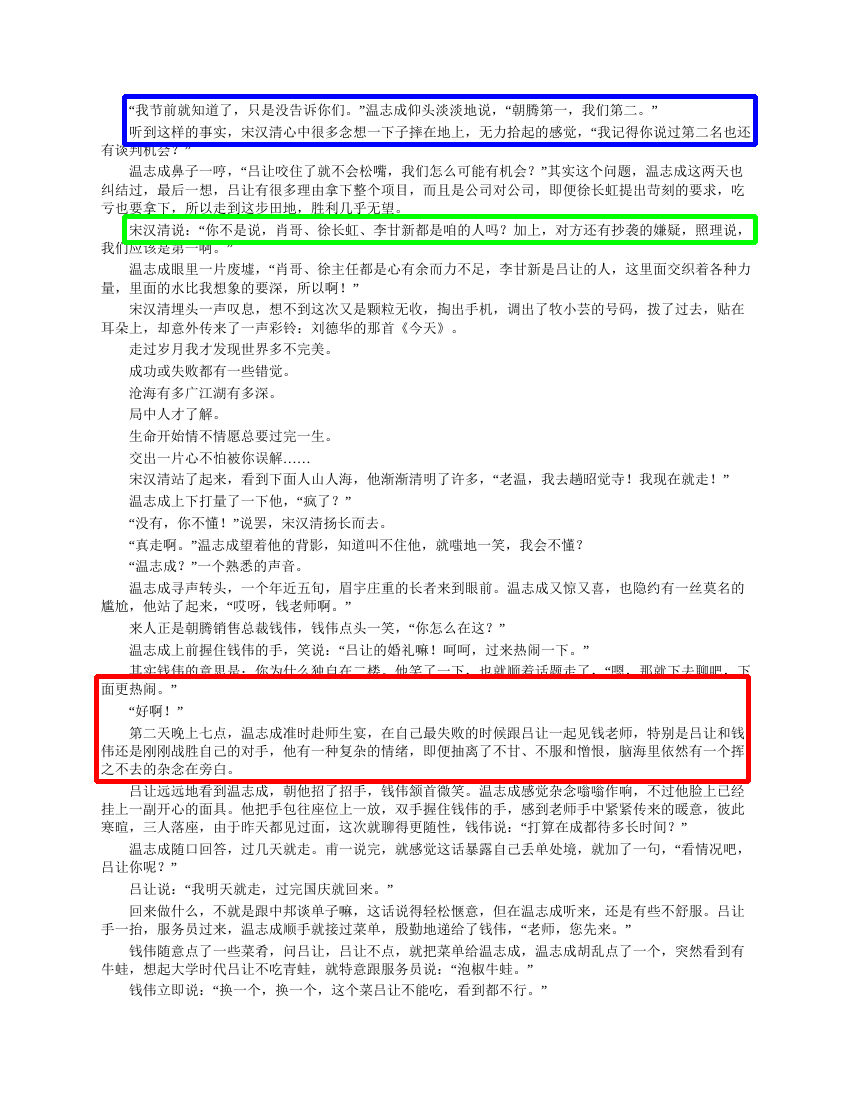 “我节前就知道了，只是没告诉你们。”温志成仰头淡淡地说，“朝腾第一，我们第二。”
听到这样的事实，宋汉清心中很多念想一下子摔在地上，无力拾起的感觉，“我记得你说过第二名也还
有谈判机会？”
温志成鼻子一哼，“吕让咬住了就不会松嘴，我们怎么可能有机会？”其实这个问题，温志成这两天也
纠结过，最后一想，吕让有很多理由拿下整个项目，而且是公司对公司，即便徐长虹提出苛刻的要求，吃
亏也要拿下，所以走到这步田地，胜利几乎无望。
宋汉清说：“你不是说，肖哥、徐长虹、李甘新都是咱的人吗？加上，对方还有抄袭的嫌疑，照理说，
我们应该是第一啊。”
温志成眼里一片废墟，“肖哥、徐主任都是心有余而力不足，李甘新是吕让的人，这里面交织着各种力
量，里面的水比我想象的要深，所以啊！”
宋汉清埋头一声叹息，想不到这次又是颗粒无收，掏出手机，调出了牧小芸的号码，拨了过去，贴在
耳朵上，却意外传来了一声彩铃：刘德华的那首《今天》。
走过岁月我才发现世界多不完美。
成功或失败都有一些错觉。
沧海有多广江湖有多深。
局中人才了解。
生命开始情不情愿总要过完一生。
交出一片心不怕被你误解……
宋汉清站了起来，看到下面人山人海，他渐渐清明了许多，“老温，我去趟昭觉寺！我现在就走！”
温志成上下打量了一下他，“疯了？”
“没有，你不懂！”说罢，宋汉清扬长而去。
“真走啊。”温志成望着他的背影，知道叫不住他，就嗤地一笑，我会不懂？
“温志成？”一个熟悉的声音。
温志成寻声转头，一个年近五旬，眉宇庄重的长者来到眼前。温志成又惊又喜，也隐约有一丝莫名的
尴尬，他站了起来，“哎呀，钱老师啊。”
来人正是朝腾销售总裁钱伟，钱伟点头一笑，“你怎么在这？”
温志成上前握住钱伟的手，笑说：“吕让的婚礼嘛！呵呵，过来热闹一下。”
其实钱伟的意思是：你为什么独自在二楼。他笑了一下，也就顺着话题走了，“嗯，那就下去聊吧，下
面更热闹。”
“好啊！”
第二天晚上七点，温志成准时赴师生宴，在自己最失败的时候跟吕让一起见钱老师，特别是吕让和钱
伟还是刚刚战胜自己的对手，他有一种复杂的情绪，即便抽离了不甘、不服和憎恨，脑海里依然有一个挥
之不去的杂念在旁白。
吕让远远地看到温志成，朝他招了招手，钱伟颔首微笑。温志成感觉杂念嗡嗡作响，不过他脸上已经
挂上一副开心的面具。他把手包往座位上一放，双手握住钱伟的手，感到老师手中紧紧传来的暖意，彼此
寒暄，三人落座，由于昨天都见过面，这次就聊得更随性，钱伟说：“打算在成都待多长时间？”
温志成随口回答，过几天就走。甫一说完，就感觉这话暴露自己丢单处境，就加了一句，“看情况吧，
吕让你呢？”
吕让说：“我明天就走，过完国庆就回来。”
回来做什么，不就是跟中邦谈单子嘛，这话说得轻松惬意，但在温志成听来，还是有些不舒服。吕让
手一抬，服务员过来，温志成顺手就接过菜单，殷勤地递给了钱伟，“老师，您先来。”
钱伟随意点了一些菜肴，问吕让，吕让不点，就把菜单给温志成，温志成胡乱点了一个，突然看到有
牛蛙，想起大学时代吕让不吃青蛙，就特意跟服务员说：“泡椒牛蛙。”
钱伟立即说：“换一个，换一个，这个菜吕让不能吃，看到都不行。”